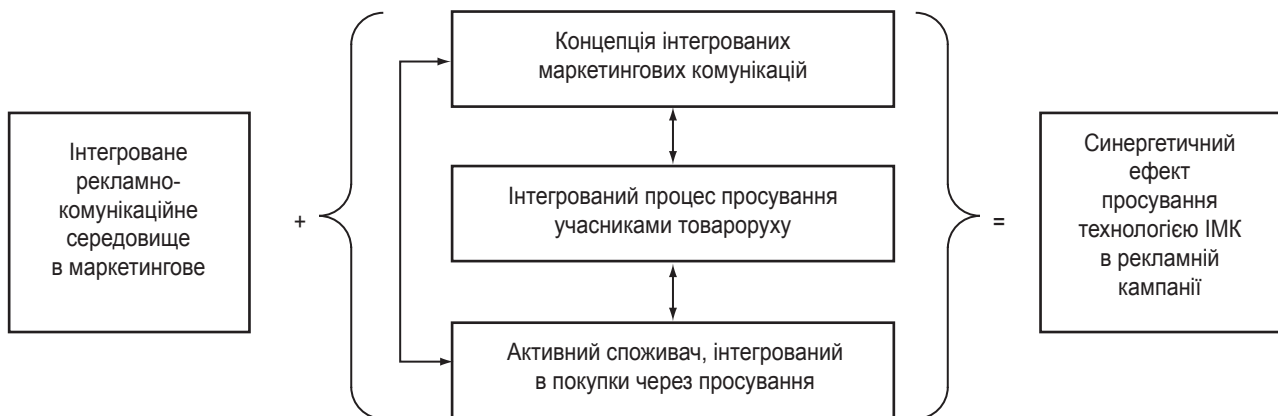 Інтегроване
рекламно-
комунікаційне
середовище
в маркетингове
+
Концепція інтегрованих
маркетингових комунікацій
Інтегрований процес просування
учасниками товароруху
Активний споживач, інтегрований
в покупки через просування
=
Синергетичний
ефект
просування
технологією ІМК
в рекламній
кампанії